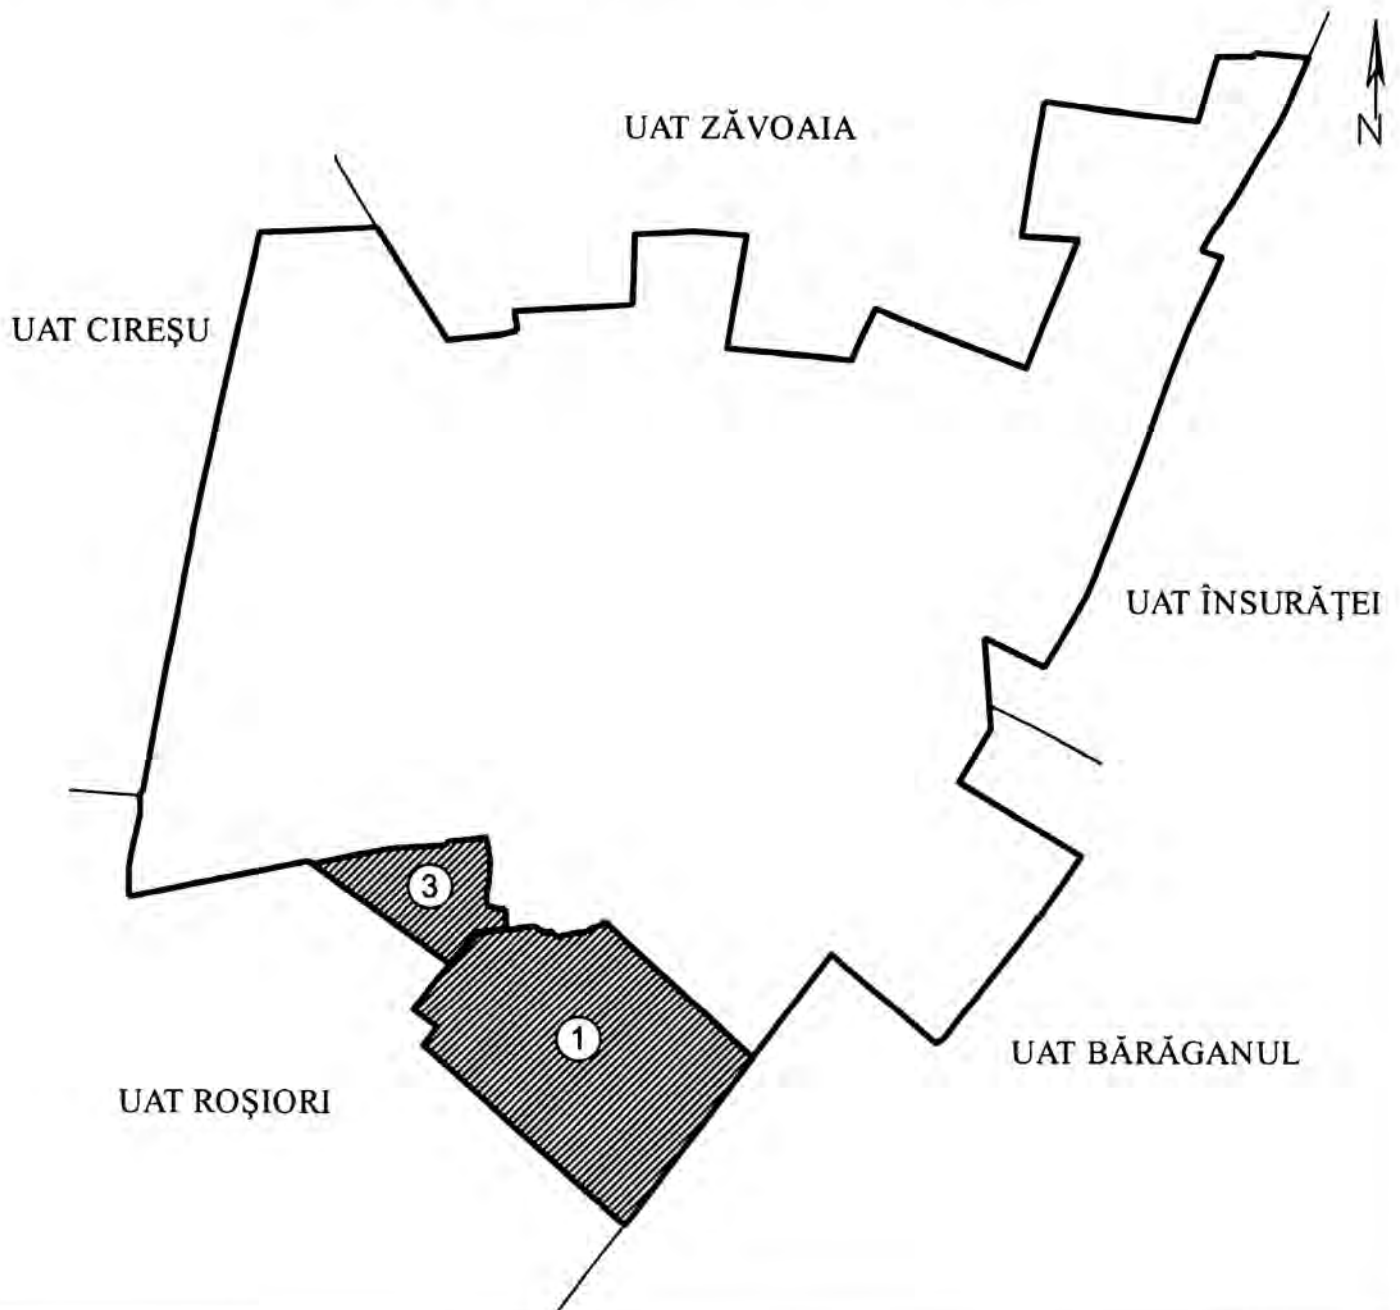 UAT ZĂVOAIA
N
UAT CIREŞU
UAT ÎNSURĂŢEI
3
1
UAT BĂRĂGANUL
UAT ROŞIORI